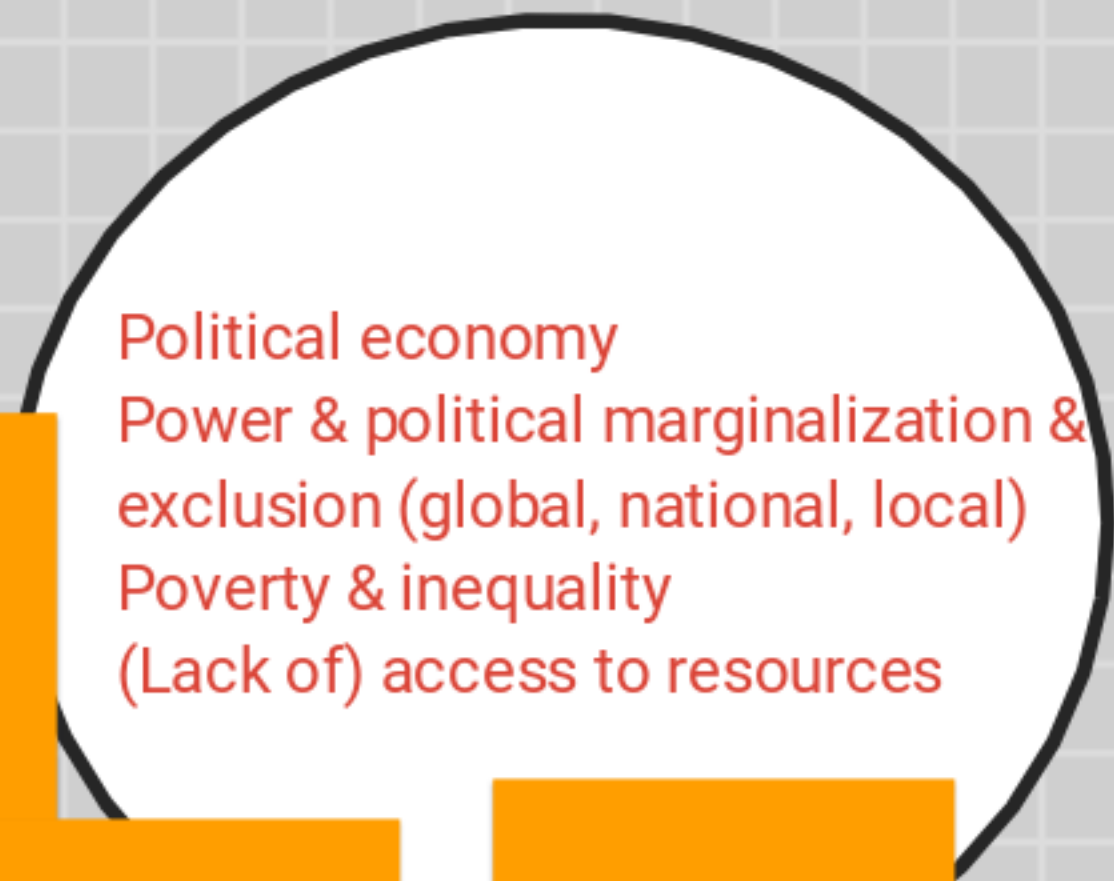 Political economy
Power & political marginalization &
exclusion (global, national, local)
Poverty & inequality
(Lack of) access to resources